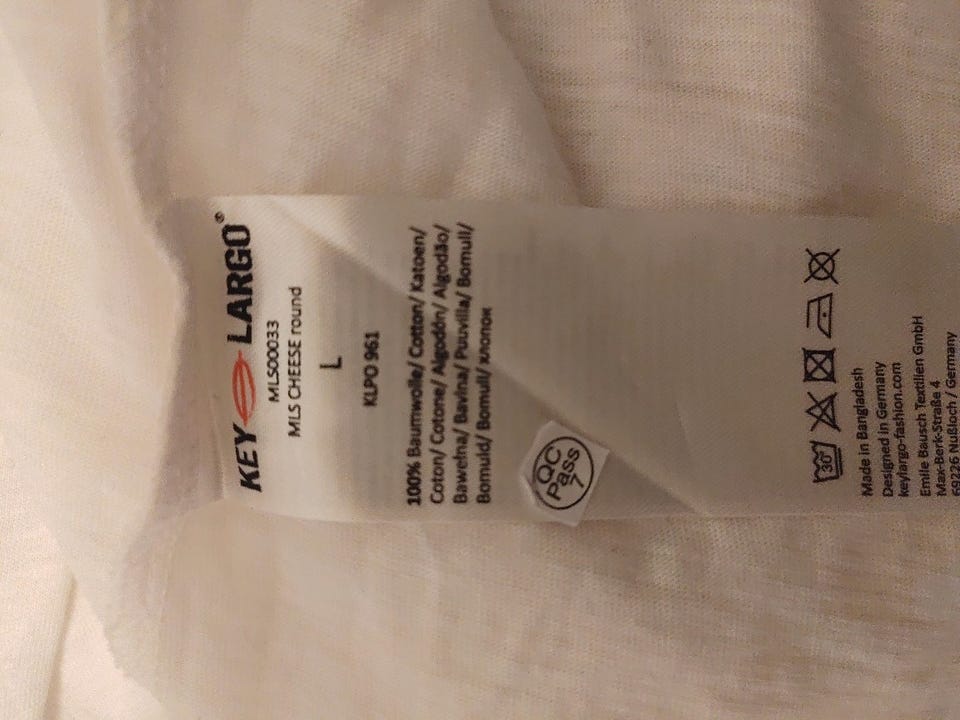 KEY LARGO®
MLS00033
MLS CHEESE round
L
KLPO 961
100% Baumwolle/ Cotton/ Katoen/
Coton/ Cotone/ Algodón/ Algodão/
Bawełna/ Bavlna/ Puuvilla/ Bomull/
Bomuld/ Bomull/ хлопок
QC
Pass
7
30°
Made in Bangladesh
Designed in Germany
keylargo-fashion.com
Emile Bausch Textilien GmbH
Max-Berk-Straße 4
69226 Nußloch / Germany